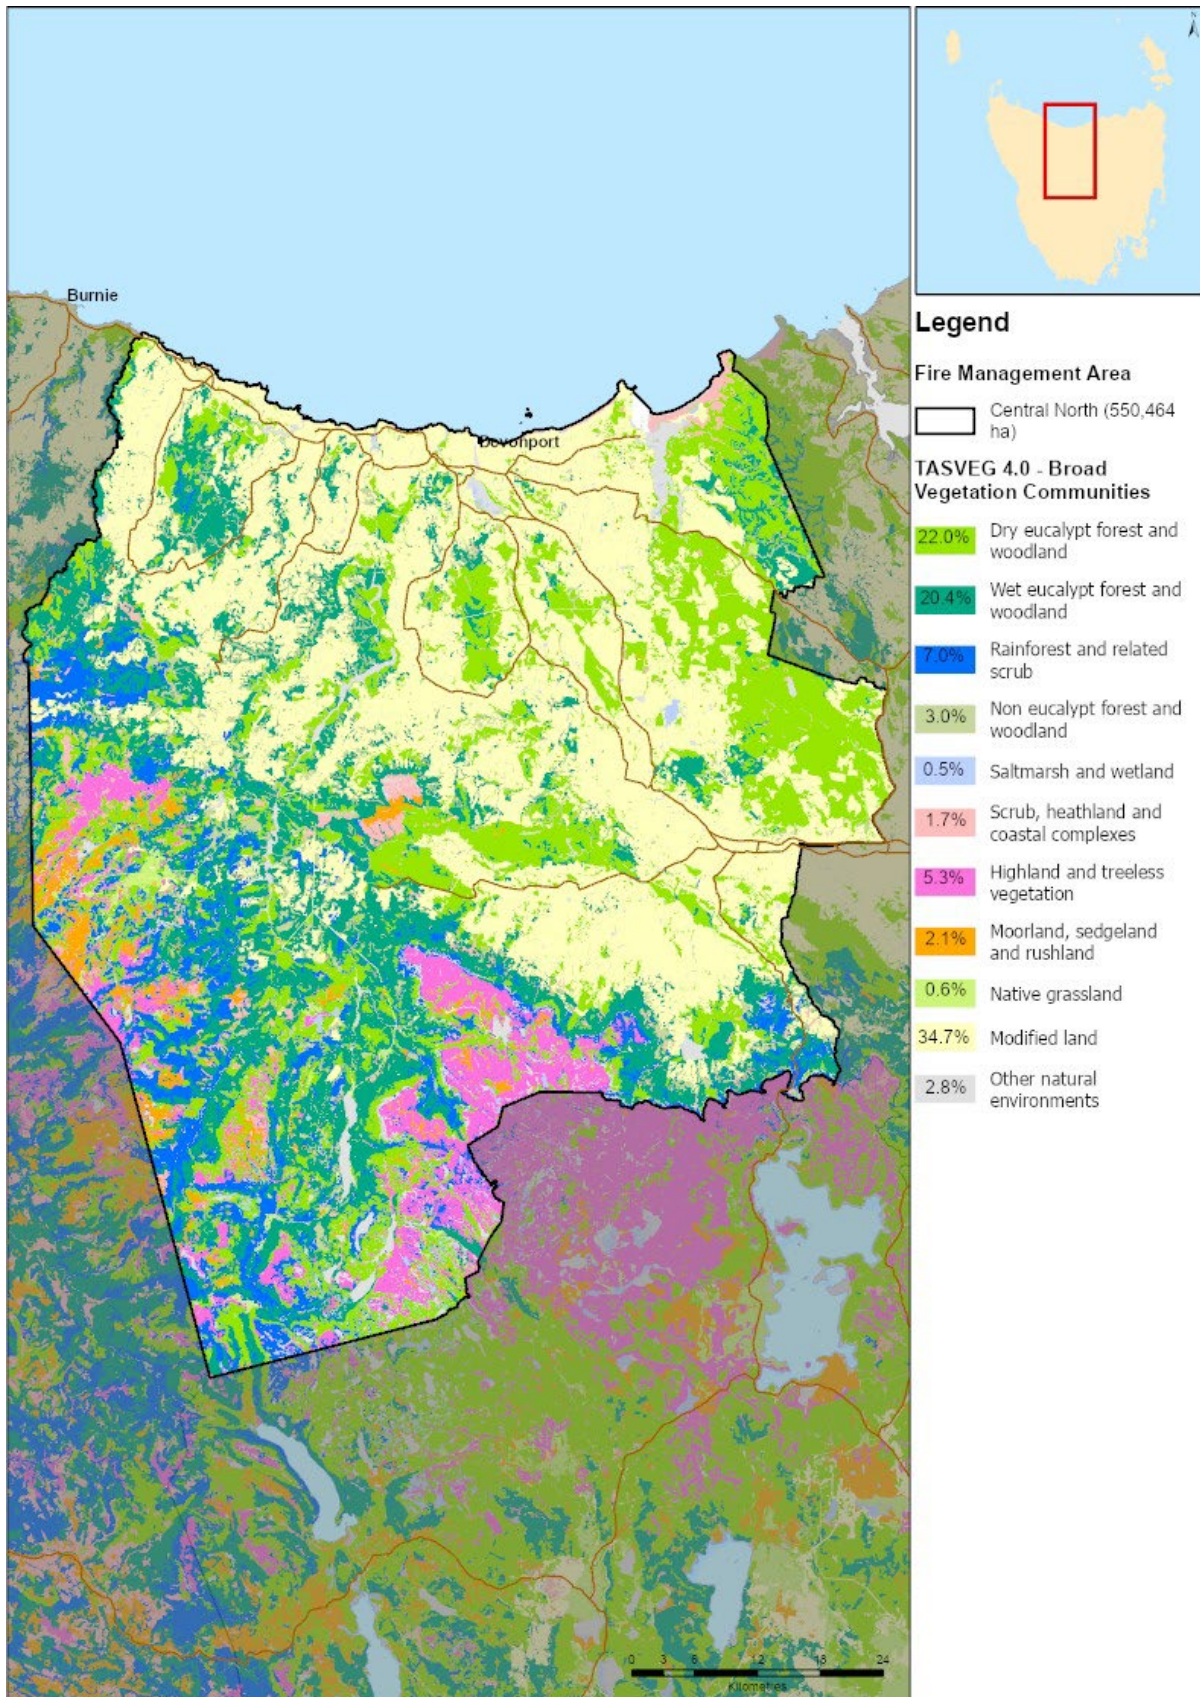 N
Burnie
Devonport
Legend
Fire Management Area
Central North (550,464
ha)
TASVEG 4.0 - Broad
Vegetation Communities
22.0% Dry eucalypt forest and
woodland
20.4% Wet eucalypt forest and
woodland
7.0% Rainforest and related
scrub
3.0% Non eucalypt forest and
woodland
0.5% Saltmarsh and wetland
1.7% Scrub, heathland and
coastal complexes
5.3% Highland and treeless
vegetation
2.1% Moorland, sedgeland
and rushland
0.6% Native grassland
34.7% Modified land
2.8% Other natural
environments
0 3 6 12 18 24
Kilometres